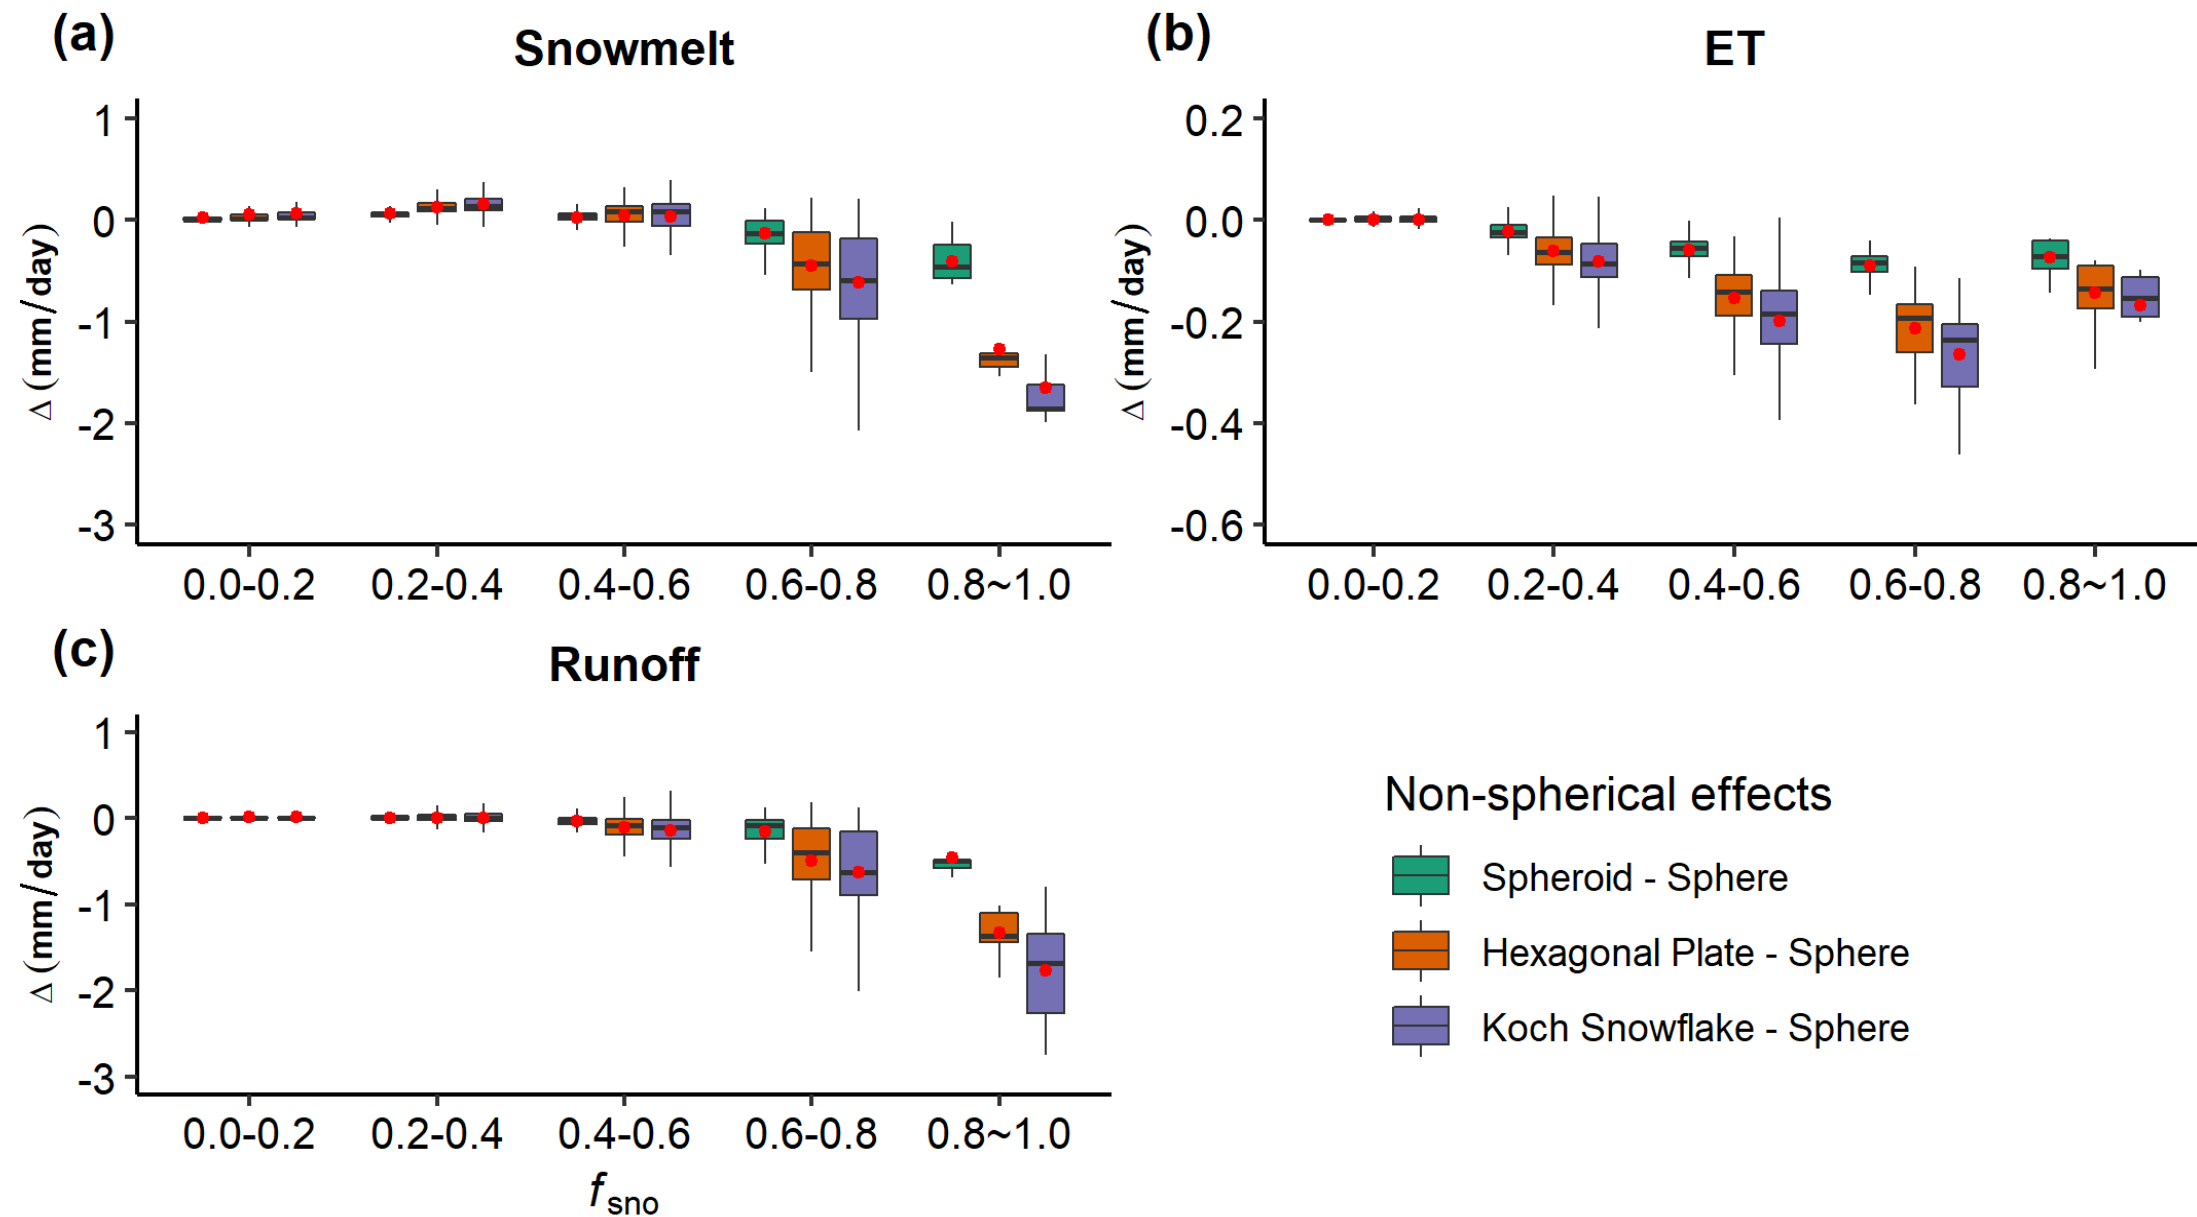 (a)
Snowmelt
1
0
-1
-2
-3
Δ (mm/day)
0.0-0.2 0.2-0.4 0.4-0.6 0.6-0.8 0.8~1.0
(b)
ET
0.2
0.0
-0.2
-0.4
-0.6
Δ (mm/day)
0.0-0.2 0.2-0.4 0.4-0.6 0.6-0.8 0.8~1.0
(c)
Runoff
1
0
-1
-2
-3
Δ (mm/day)
0.0-0.2 0.2-0.4 0.4-0.6 0.6-0.8 0.8~1.0
fsno
Non-spherical effects
Spheroid - Sphere
Hexagonal Plate - Sphere
Koch Snowflake - Sphere